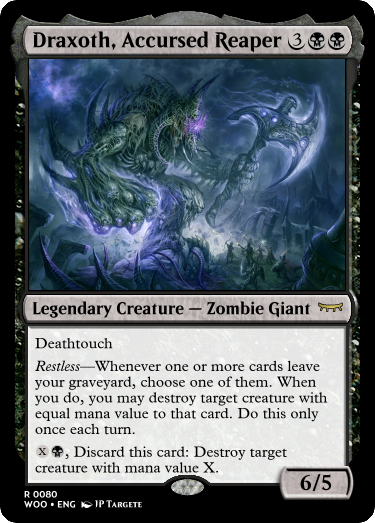 Draxoth, Accursed Reaper 3
Legendary Creature — Zombie Giant
Deathtouch
Restless—Whenever one or more cards leave
your graveyard, choose one of them. When
you do, you may destroy target creature with
equal mana value to that card. Do this only
once each turn.
X, Discard this card: Destroy target
creature with mana value X.
6/5
R 0080
WOO • ENG JP Targete